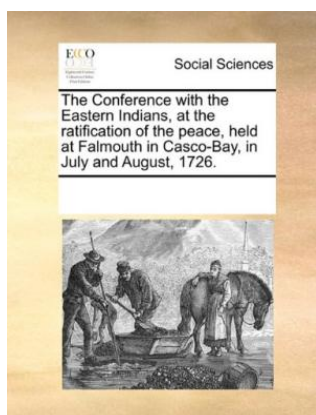 ECCO
Social Sciences
The Conference with the
Eastern Indians, at the
ratification of the peace, held
at Falmouth in Casco-Bay, in
July and August, 1726.